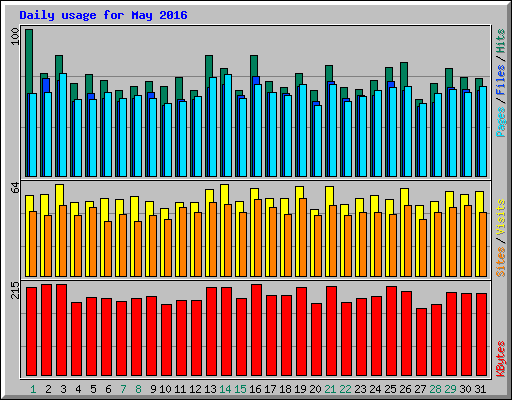 Daily usage for May 2016
100
Pages / Files / Hits
64
Sites / Visits
215
KBytes
1 2 3 4 5 6 7 8 9 10 11 12 13 14 15 16 17 18 19 20 21 22 23 24 25 26 27 28 29 30 31